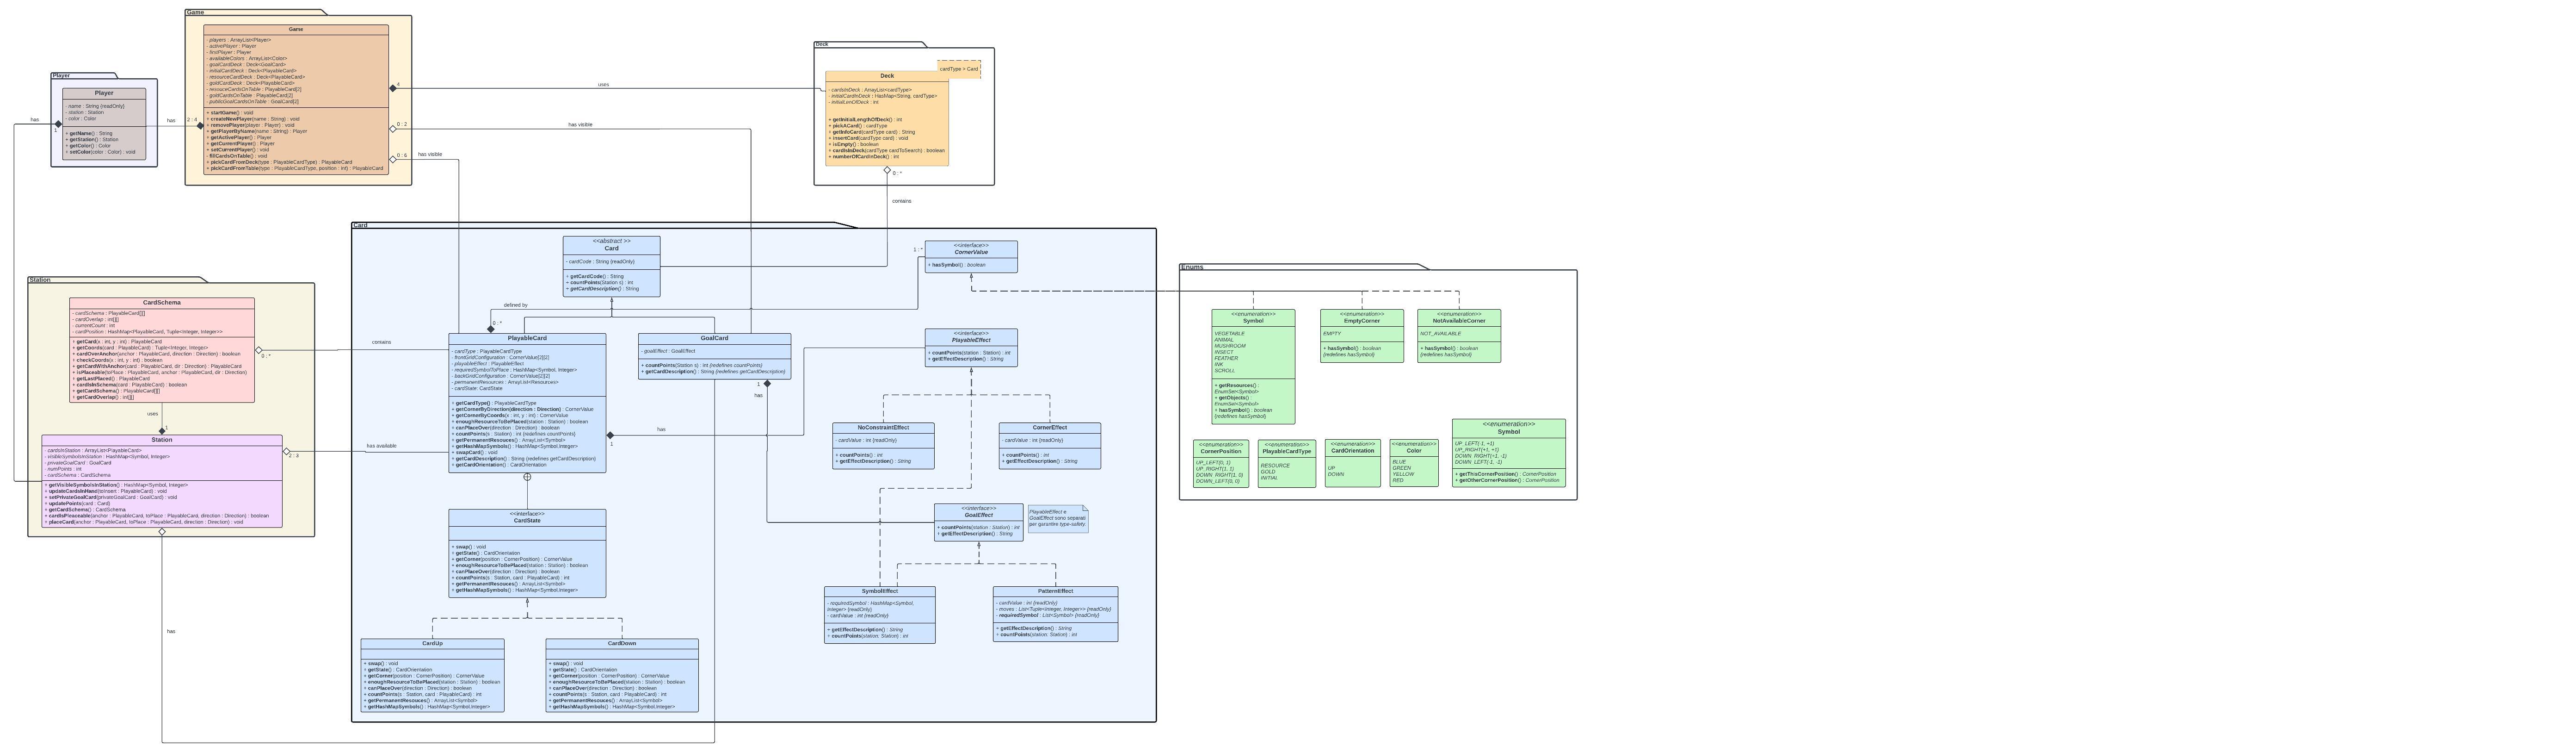 Game
Game
- players : ArrayList<Player>
- activePlayer : Player
- firstPlayer : Player
- availableColors : ArrayList<Color>
- goalCardDeck : Deck<GoalCard>
- initialCardDeck : Deck<PlayableCard>
- resourceCardDeck : Deck<PlayableCard>
- goldCardDeck : Deck<PlayableCard>
- resouceCardsOnTable : PlayableCard[2]
- goldCardsOnTable : PlayableCard[2]
- publicGoalCardsOnTable : GoalCard[2]
+ startGame() : void
+ createNewPlayer(name : String) : void
+ removePlayer(player : Player) : void
+ getPlayerByName(name : String) : Player
+ getActivePlayer() : Player
+ getCurrentPlayer() : Player
+ setCurrentPlayer() : void
- fillCardsOnTable() : void
+ pickCardFromDeck(type : PlayableCardType) : PlayableCard
+ pickCardFromTable(type : PlayableCardType, position : int) : PlayableCard
Player
Player
- name : String {readOnly}
- station : Station
- color : Color
+ getName() : String
+ getStation() : Station
+ getColor() : Color
+ setColor(color : Color) : void
has
1
has
2 : 4
4
uses
0 : 2
has visible
0 : 6
has visible
Deck
cardType > Card
Deck
- cardsInDeck : ArrayList<cardType>
- initialCardInDeck : HashMap<String, cardType>
- initialLenOfDeck : int
+ getInitialLengthOfDeck() : int
+ pickACard() : cardType
+ getInfoCard(cardType card) : String
+ insertCard(cardType card) : void
+ isEmpty() : boolean
+ cardIsInDeck(cardType cardToSearch) : boolean
+ numberOfCardInDeck() : int
0 : *
contains
Card
<<abstract >>
Card
- cardCode : String {readOnly}
+ getCardCode() : String
+ countPoints(Station s) : int
+ getCardDescription() : String
<<interface>>
CornerValue
+ hasSymbol() : boolean
1 : *
defined by
0 : *
PlayableCard
- cardType : PlayableCardType
- frontGridConfiguration : CornerValue[2][2]
- playableEffect : PlayableEffect
- requiredSymbolToPlace : HashMap<Symbol, Integer>
- backGridConfiguration : CornerValue[2][2]
- permanentResources : ArrayList<Resources>
- cardState: CardState
+ getCardType() : PlayableCardType
+ getCornerByDirection(direction : Direction) : CornerValue
+ getCornerByCoords(x : int, y : int) : CornerValue
+ enoughResourceToBePlaced(station : Station) : boolean
+ canPlaceOver(direction : Direction) : boolean
+ countPoints(s : Station) : int {redefines countPoints}
+ getPermanentResouces() : ArrayList<Symbol>
+ getHashMapSymbols() : HashMap<Symbol.Integer>
+ swapCard() : void
+ getCardDescription() : String {redefines getCardDescription}
+ getCardOrientation() : CardOrientation
GoalCard
- goalEffect : GoalEffect
+ countPoints(Station s) : int {redefines countPoints}
+ getCardDescription() : String {redefines getCardDescription}
1
has
1
has
<<interface>>
PlayableEffect
+ countPoints(station : Station) : int
+ getEffectDescription() : String
NoConstraintEffect
- cardValue : int {readOnly}
+ countPoints() : int
+ getEffectDescription() : String
CornerEffect
- cardValue : int {readOnly}
+ countPoints() : int
+ getEffectDescription() : String
<<interface>>
GoalEffect
+ countPoints(station : Station) : int
+ getEffectDescription() : String
PlayableEffect e
GoalEffect sono separati
per garantire type-safety.
SymbolEffect
- requiredSymbol : HashMap<Symbol,
Integer> {readOnly}
- cardValue : int {readOnly}
+ getEffectDescription() : String
+ countPoints(station: Station) : int
PatternEffect
- cardValue : int {readOnly}
- moves : List<Tuple<Integer, Integer>> {readOnly}
- requiredSymbol : List<Symbol> {readOnly}
+ getEffectDescription() : String
+ countPoints(station: Station) : int
<<interface>>
CardState
+ swap() : void
+ getState() : CardOrientation
+ getCorner(position : CornerPosition) : CornerValue
+ enoughResourceToBePlaced(station : Station) : boolean
+ canPlaceOver(direction : Direction) : boolean
+ countPoints(s : Station, card : PlayableCard) : int
+ getPermanentResouces() : ArrayList<Symbol>
+ getHashMapSymbols() : HashMap<Symbol.Integer>
CardUp
+ swap() : void
+ getState() : CardOrientation
+ getCorner(position : CornerPosition) : CornerValue
+ enoughResourceToBePlaced(station : Station) : boolean
+ canPlaceOver(direction : Direction) : boolean
+ countPoints(s : Station, card : PlayableCard) : int
+ getPermanentResouces() : ArrayList<Symbol>
+ getHashMapSymbols() : HashMap<Symbol.Integer>
CardDown
+ swap() : void
+ getState() : CardOrientation
+ getCorner(position : CornerPosition) : CornerValue
+ enoughResourceToBePlaced(station : Station) : boolean
+ canPlaceOver(direction : Direction) : boolean
+ countPoints(s : Station, card : PlayableCard) : int
+ getPermanentResouces() : ArrayList<Symbol>
+ getHashMapSymbols() : HashMap<Symbol.Integer>
Station
CardSchema
- cardSchema : PlayableCard[][]
- cardOverlap : int[][]
- currentCount : int
- cardPosition : HashMap<PlayableCard, Tuple<Integer, Integer>>
+ getCard(x : int, y : int) : PlayableCard
+ getCoords(card : PlayableCard) : Tuple<Integer, Integer>
+ cardOverAnchor(anchor : PlayableCard, direction : Direction) : boolean
+ checkCoords(x : int, y : int) : boolean
+ getCardWithAnchor(card : PlayableCard, dir : Direction) : PlayableCard
+ isPlaceable(toPlace : PlayableCard, anchor : PlayableCard, dir : Direction)
+ getLastPlaced() : PlayableCard
+ cardIsInSchema(card : PlayableCard) : boolean
+ getCardSchema() : PlayableCard[][]
+ getCardOverlap() : int[][]
0 : *
contains
uses
1
Station
- cardsInStation : ArrayList<PlayableCard>
- visibleSymbolsInStation : HashMap<Symbol, Integer>
- privateGoalCard : GoalCard
- numPoints : int
- cardSchema : CardSchema
+ getVisibleSymbolsInStation() : HashMap<Symbol, Integer>
+ updateCardsInHand(toInsert : PlayableCard) : void
+ setPrivateGoalCard(privateGoalCard : GoalCard) : void
+ updatePoints(card : Card)
+ getCardSchema() : CardSchema
+ cardIsPleaceable(anchor : PlayableCard, toPlace : PlayableCard, direction : Direction) : boolean
+ placeCard(anchor : PlayableCard, toPlace : PlayableCard, direction : Direction) : void
2 : 3
has available
has
Enums
<<enumeration>>
Symbol
VEGETABLE
ANIMAL
MUSHROOM
INSECT
FEATHER
INK
SCROLL
+ getResources() :
EnumSet<Symbol>
+ getObjects() :
EnumSet<Symbol>
+ hasSymbol() : boolean
{redefines hasSymbol}
<<enumeration>>
EmptyCorner
EMPTY
+ hasSymbol() : boolean
{redefines hasSymbol}
<<enumeration>>
NotAvailableCorner
NOT_AVAILABLE
+ hasSymbol() : boolean
{redefines hasSymbol}
<<enumeration>>
CornerPosition
UP_LEFT(0, 1)
UP_RIGHT(1, 1)
DOWN_RIGHT(1, 0)
DOWN_LEFT(0, 0)
<<enumeration>>
PlayableCardType
RESOURCE
GOLD
INITIAL
<<enumeration>>
CardOrientation
UP
DOWN
<<enumeration>>
Color
BLUE
GREEN
YELLOW
RED
<<enumeration>>
Symbol
UP_LEFT(-1, +1)
UP_RIGHT(+1, +1)
DOWN_RIGHT(+1, -1)
DOWN_LEFT(-1, -1)
+ getThisCornerPosition() : CornerPosition
+ getOtherCornerPosition() : CornerPosition